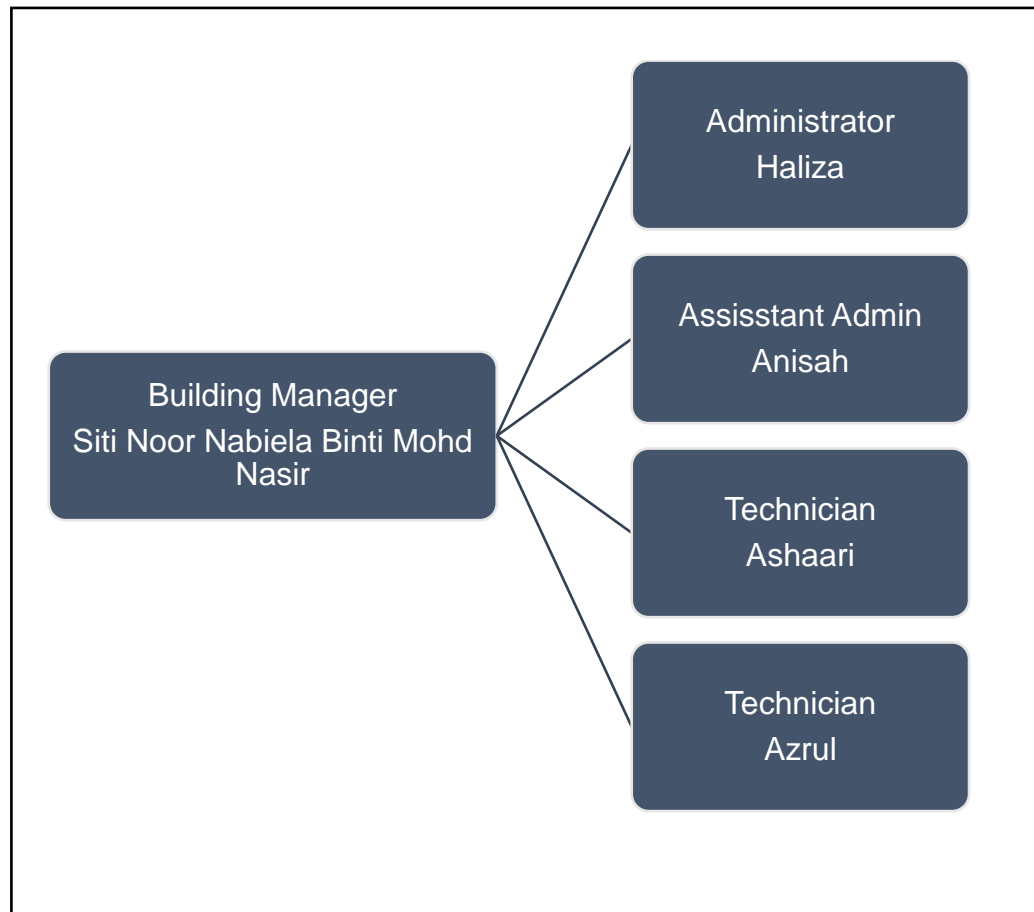 Building Manager
Siti Noor Nabiela Binti Mohd
Nasir
Administrator
Haliza
Assisstant Admin
Anisah
Technician
Ashaari
Technician
Azrul